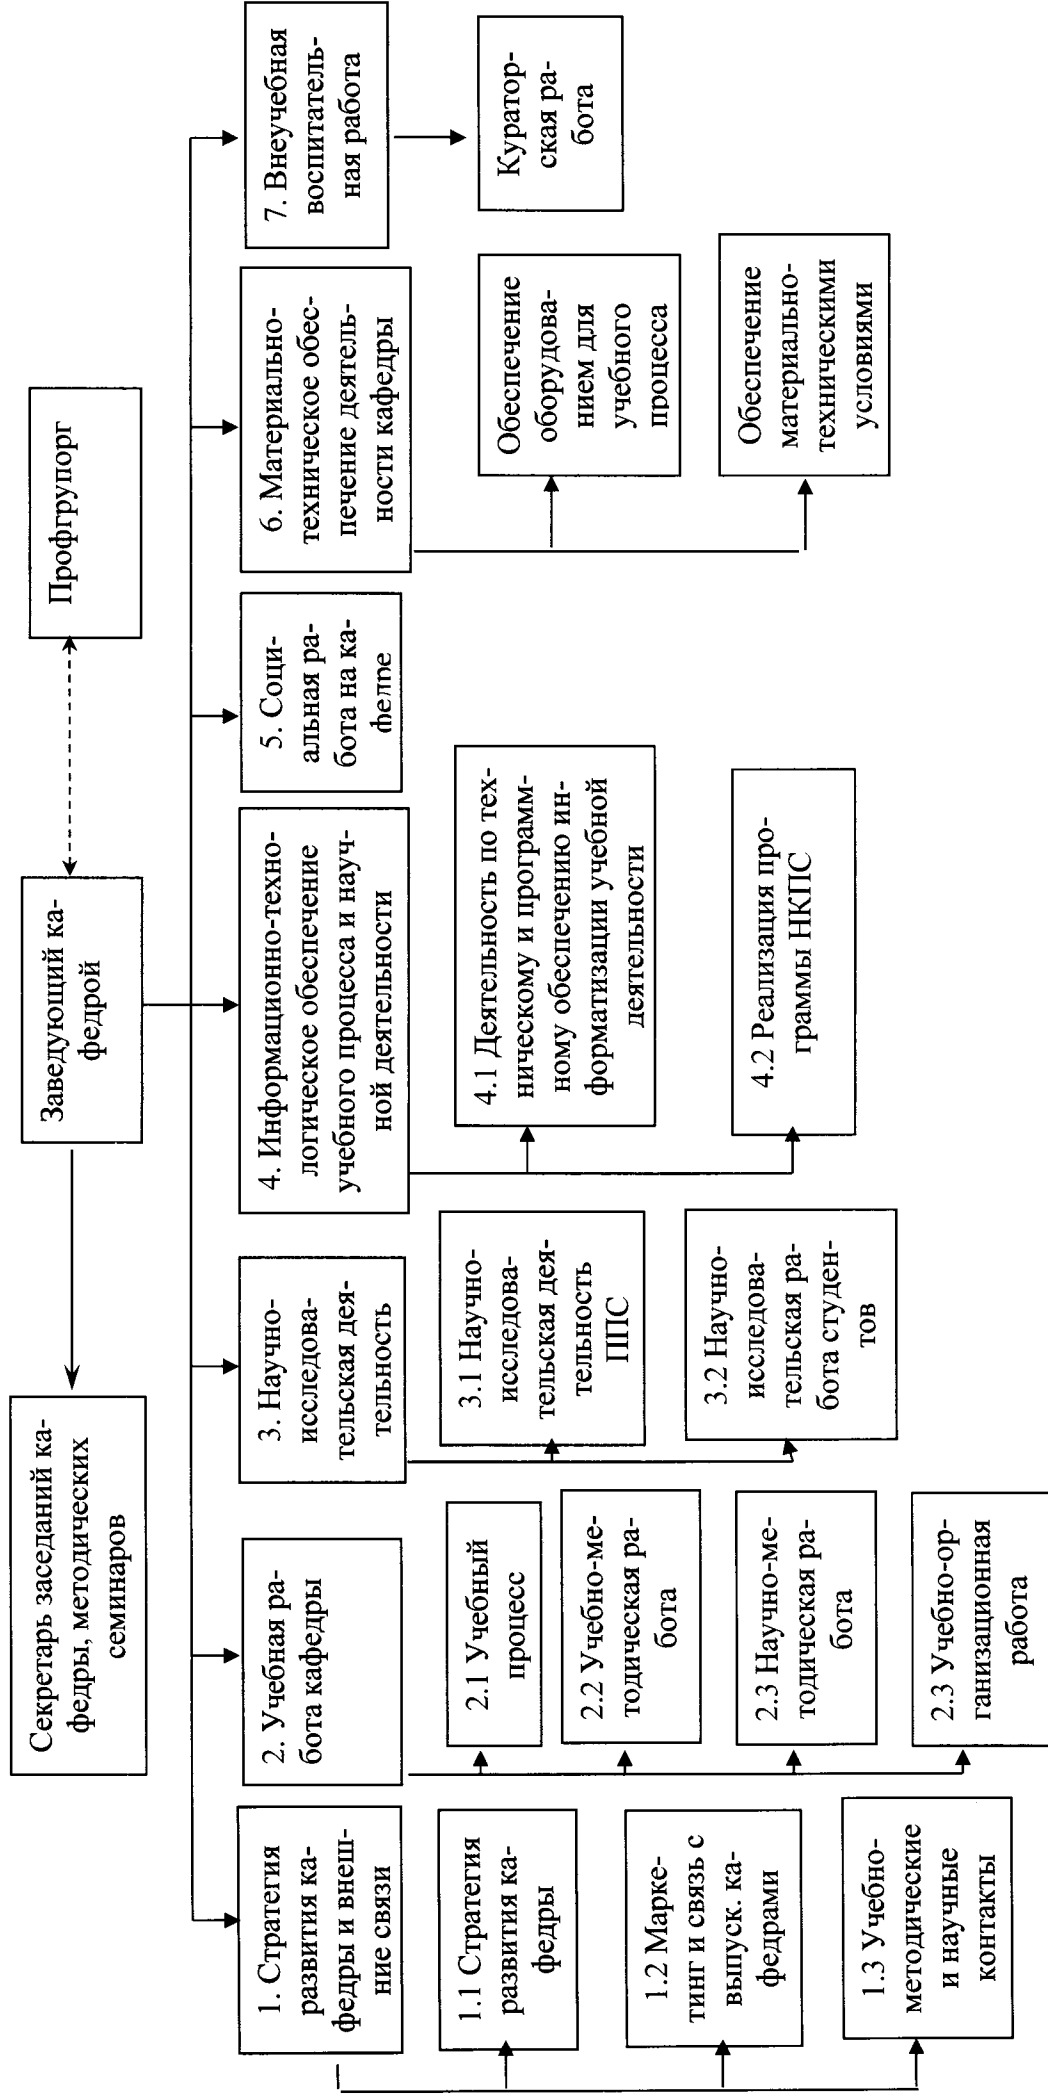 Секретарь заседаний ка-
федры, методических
семинаров
Заведующий ка-
федрой
Профгрупорг
1. Стратегия
развития ка-
федры и внеш-
ние связи
1.1 Стратегия
развития ка-
федры
1.2 Марке-
тинг и связь с
выпуск. ка-
федрами
1.3 Учебно-
методические
и научные
контакты
2. Учебная ра-
бота кафедры
2.1 Учебный
процесс
2.2 Учебно-ме-
тодическая ра-
бота
2.3 Научно-ме-
тодическая ра-
бота
2.3 Учебно-ор-
ганизационная
работа
3. Научно-
исследова-
тельская дея-
тельность
3.1 Научно-
исследова-
тельская дея-
тельность
ППС
3.2 Научно-
исследова-
тельская ра-
бота студен-
тов
4. Информационно-техно-
логическое обеспечение
учебного процесса и науч-
ной деятельности
4.1 Деятельность по тех-
ническому и программ-
ному обеспечению ин-
форматизации учебной
деятельности
4.2 Реализация про-
граммы НКПС
5. Соци-
альная ра-
бота на ка-
федре
6. Материально-
техническое обес-
печение деятель-
ности кафедры
Обеспечение
оборудова-
нием для
учебного
процесса
Обеспечение
материально-
техническими
условиями
7. Внеучебная
воспитатель-
ная работа
Куратор-
ская ра-
бота